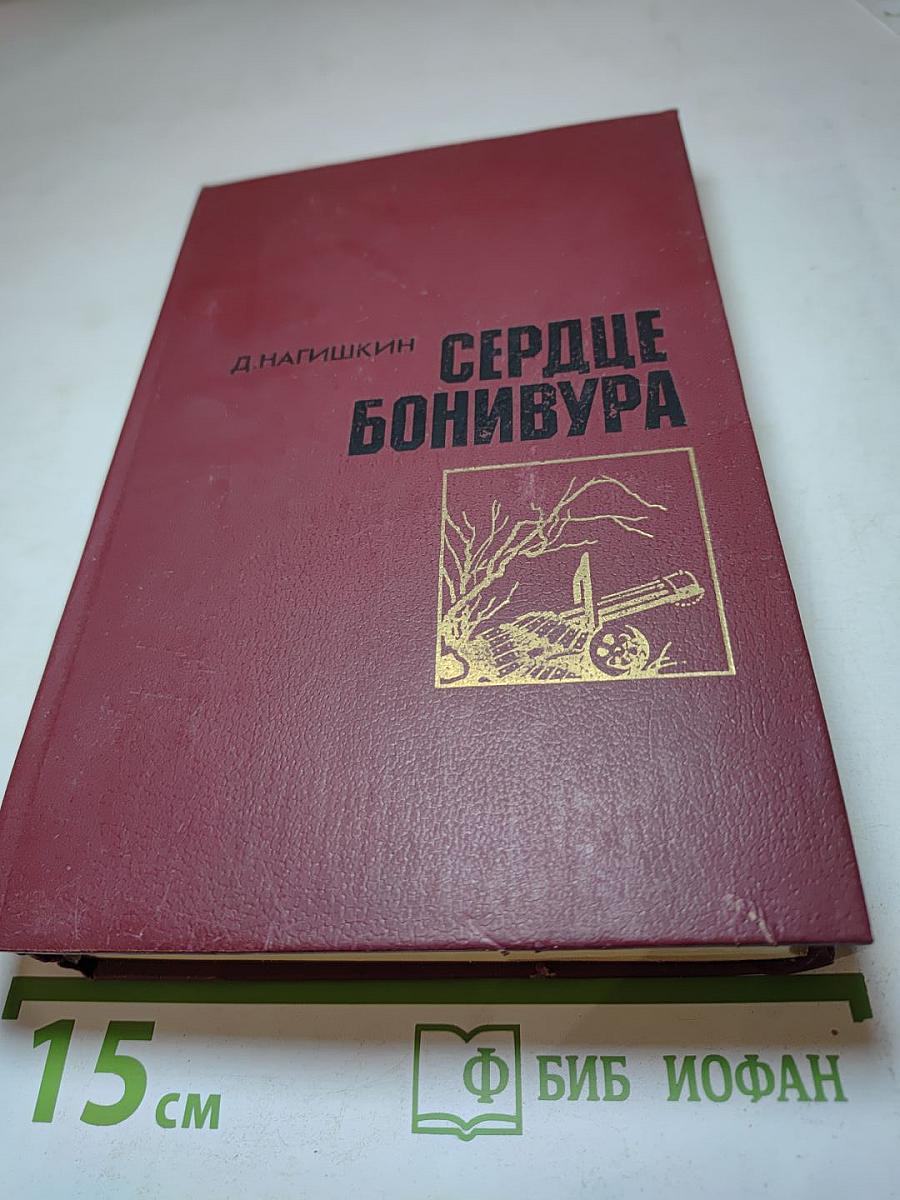 Д. НАГИШКИН
СЕРДЦЕ
БОНИВУРА
15 см
Ф БИБ ИОФАН